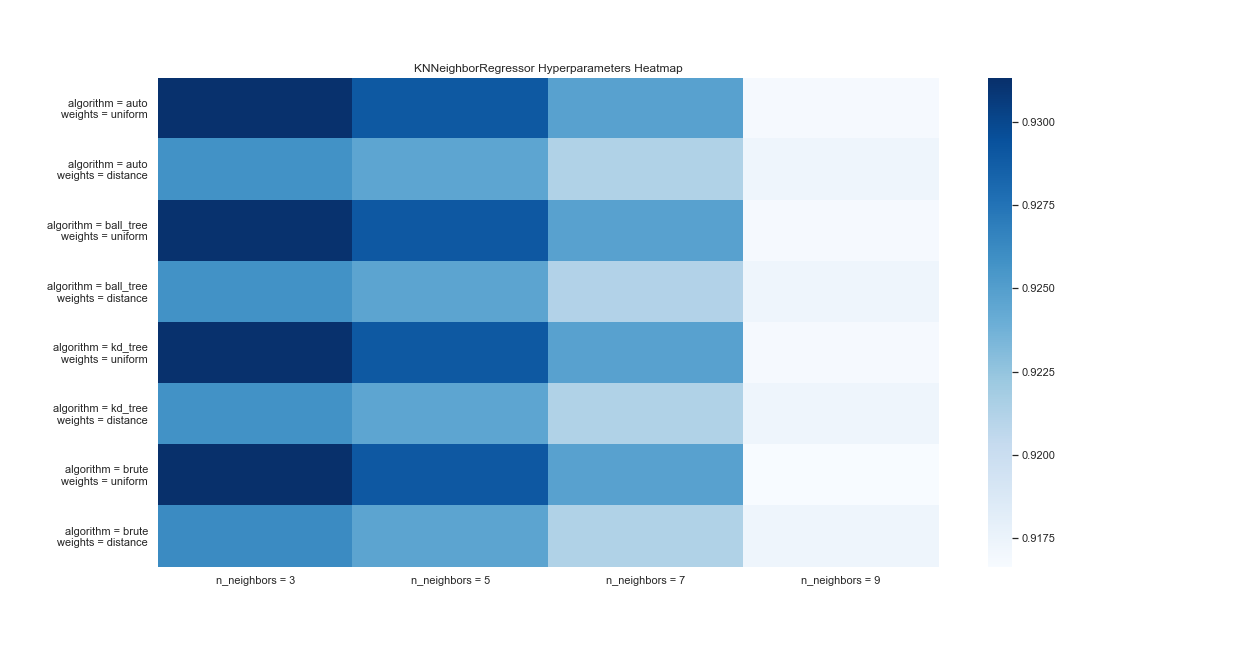 KNNeighborRegressor Hyperparameters Heatmap
algorithm = auto
weights = uniform
algorithm = auto
weights = distance
algorithm = ball_tree
weights = uniform
algorithm = ball_tree
weights = distance
algorithm = kd_tree
weights = uniform
algorithm = kd_tree
weights = distance
algorithm = brute
weights = uniform
algorithm = brute
weights = distance
n_neighbors = 3
n_neighbors = 5
n_neighbors = 7
n_neighbors = 9
0.9300
0.9275
0.9250
0.9225
0.9200
0.9175